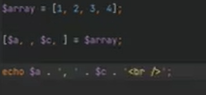 $array = [1, 2, 3, 4];
[$a, , $c, ] = $array;
echo $a . ', ' . $c . '<br />';